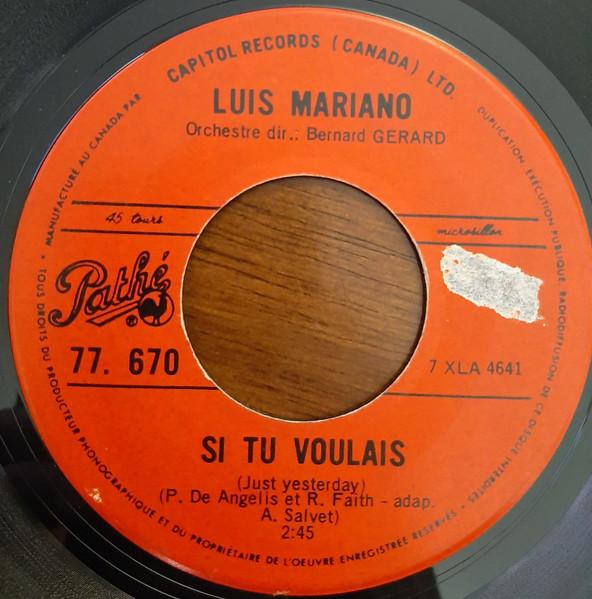 MANUFACTURÉ AU CANADA PAR CAPITOL RECORDS (CANADA) LTD.
DUPLICATION, EXÉCUTION PUBLIQUE, RADIODIFFUSION DE CE DISQUE INTERDITES
LUIS MARIANO
Orchestre dir.: Bernard GERARD
45 tours
microsillon
Pathé
®
77. 670
7 XLA 4641
SI TU VOULAIS
(Just yesterday)
(P. De Angelis et R. Faith - adap.
A. Salvet)
2:45
• TOUS DROITS DU PRODUCTEUR PHONOGRAPHIQUE ET DU PROPRIÉTAIRE DE L'OEUVRE ENREGISTRÉE RÉSERVÉS •